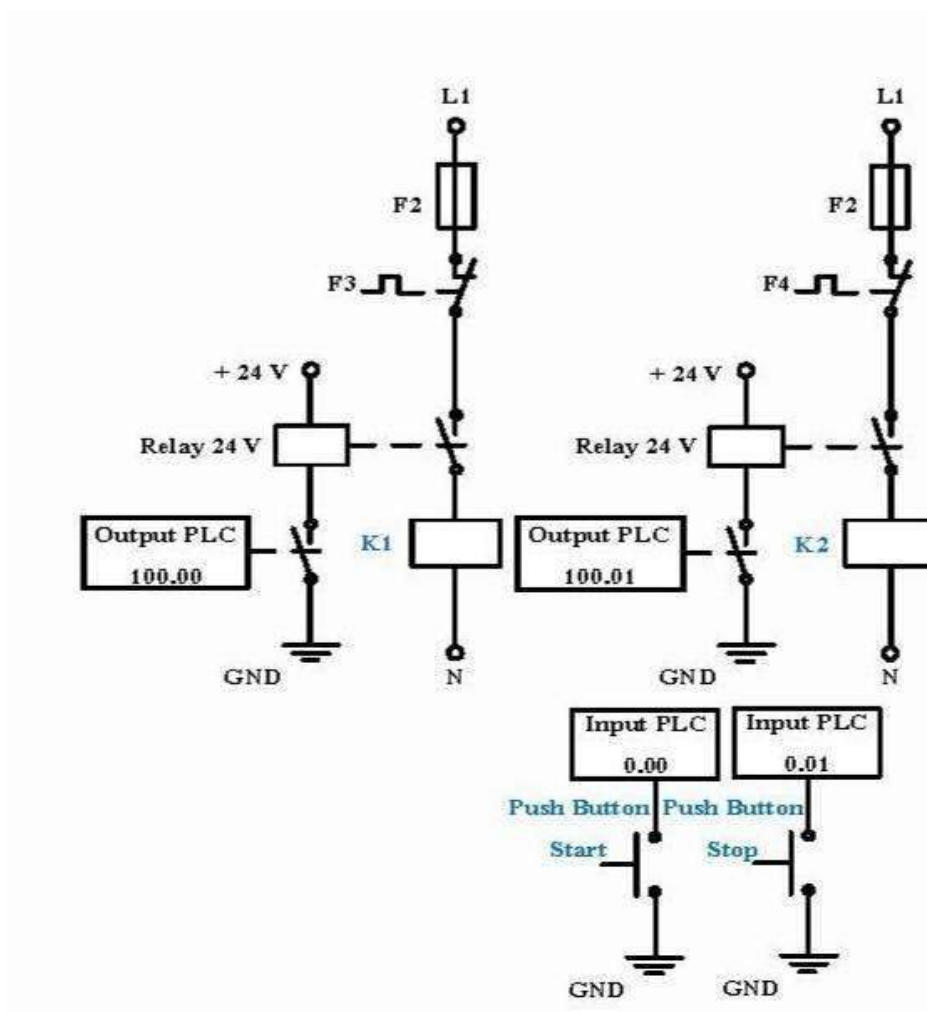 L1
L1
F2
F2
F3
F4
+ 24 V
+ 24 V
Relay 24 V
Relay 24 V
Output PLC
100.00
K1
Output PLC
100.01
K2
GND
N
GND
N
Input PLC
0.00
Input PLC
0.01
Push Button
Start
Push Button
Stop
GND
GND